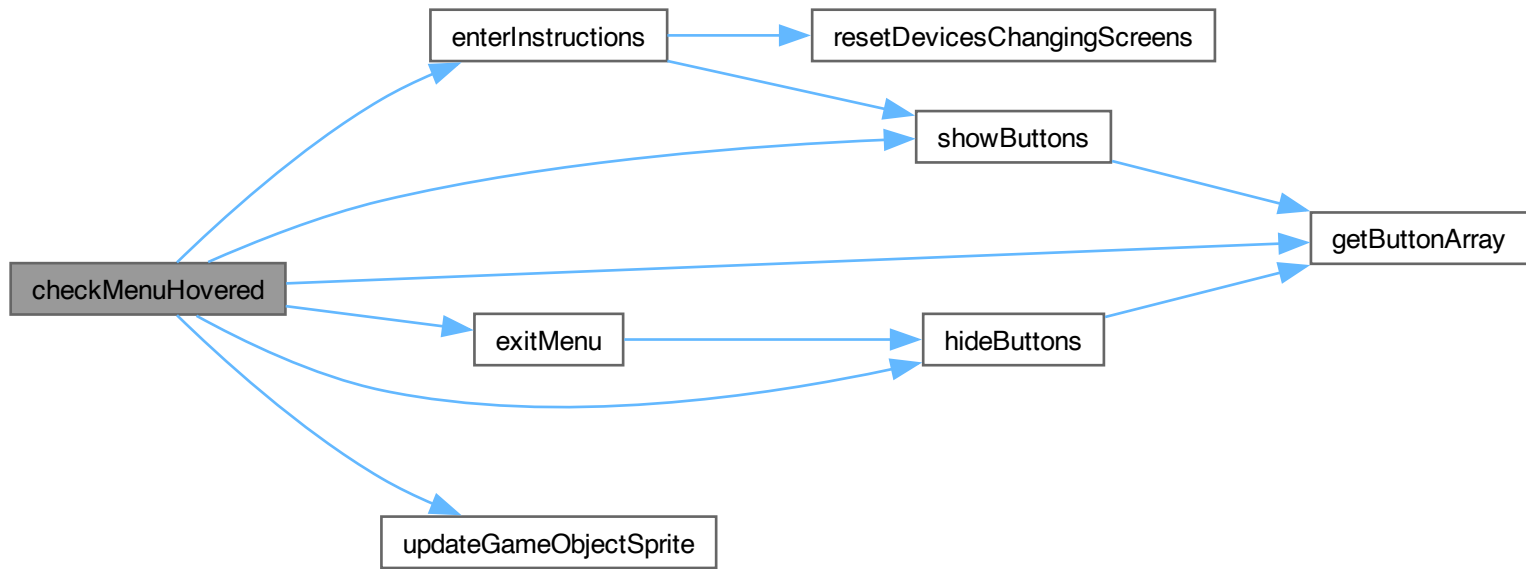 enterInstructions
resetDevicesChangingScreens
showButtons
getButtonArray
checkMenuHovered
exitMenu
hideButtons
updateGameObjectSprite